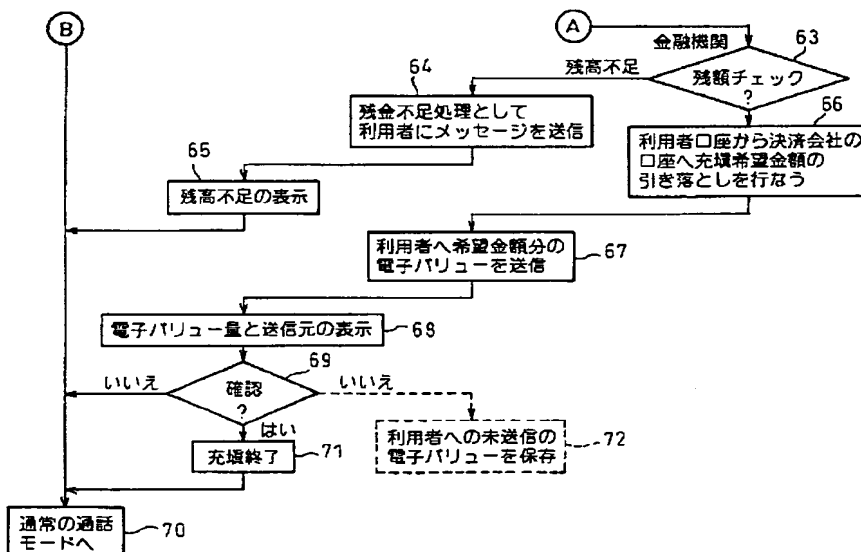 B
A
金融機関
63
残高不足
残額チェック
?
64
残金不足処理として
利用者にメッセージを送信
66
利用者口座から決済会社の
口座へ充填希望金額の
引き落としを行なう
65
残高不足の表示
利用者へ希望金額分の
電子バリューを送信
67
電子バリュー量と送信元の表示
68
69
いいえ
確認
?
いいえ
はい
充填終了
71
利用者への未送信の
電子バリューを保存
72
通常の通話
モードへ
70